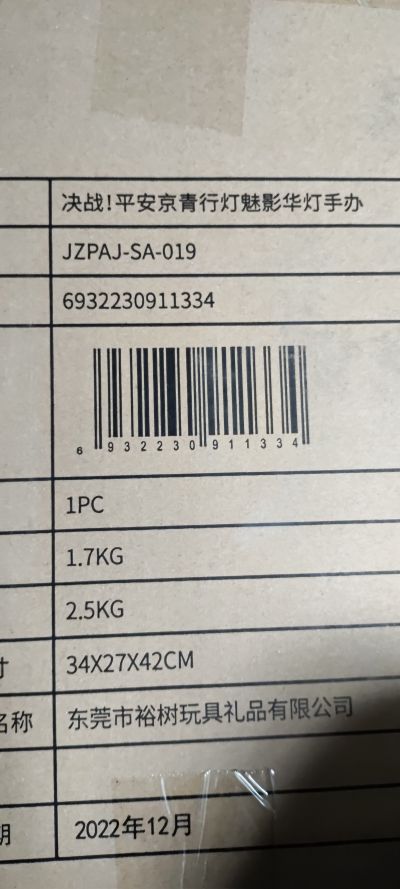 决战!平安京青行灯魅影华灯手办
JZPAJ-SA-019
6932230911334
6 932230 911334
1PC
1.7KG
2.5KG
寸 34X27X42CM
名称 东莞市裕树玩具礼品有限公司
期 2022年12月